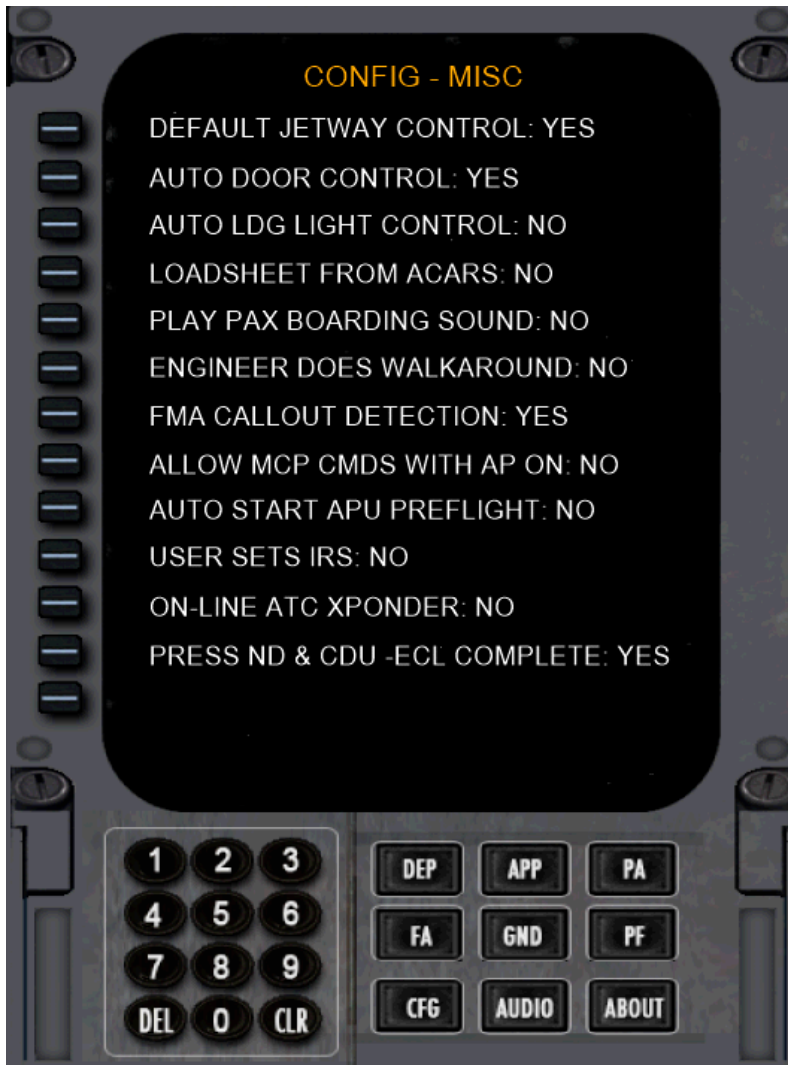 CONFIG - MISC
DEFAULT JETWAY CONTROL: YES
AUTO DOOR CONTROL: YES
AUTO LDG LIGHT CONTROL: NO
LOADSHEET FROM ACARS: NO
PLAY PAX BOARDING SOUND: NO
ENGINEER DOES WALKAROUND: NO
FMA CALLOUT DETECTION: YES
ALLOW MCP CMDS WITH AP ON: NO
AUTO START APU PREFLIGHT: NO
USER SETS IRS: NO
ON-LINE ATC XPONDER: NO
PRESS ND & CDU -ECL COMPLETE: YES
1 2 3
4 5 6
7 8 9
DEL 0 CLR
DEP APP PA
FA GND PF
CFG AUDIO ABOUT